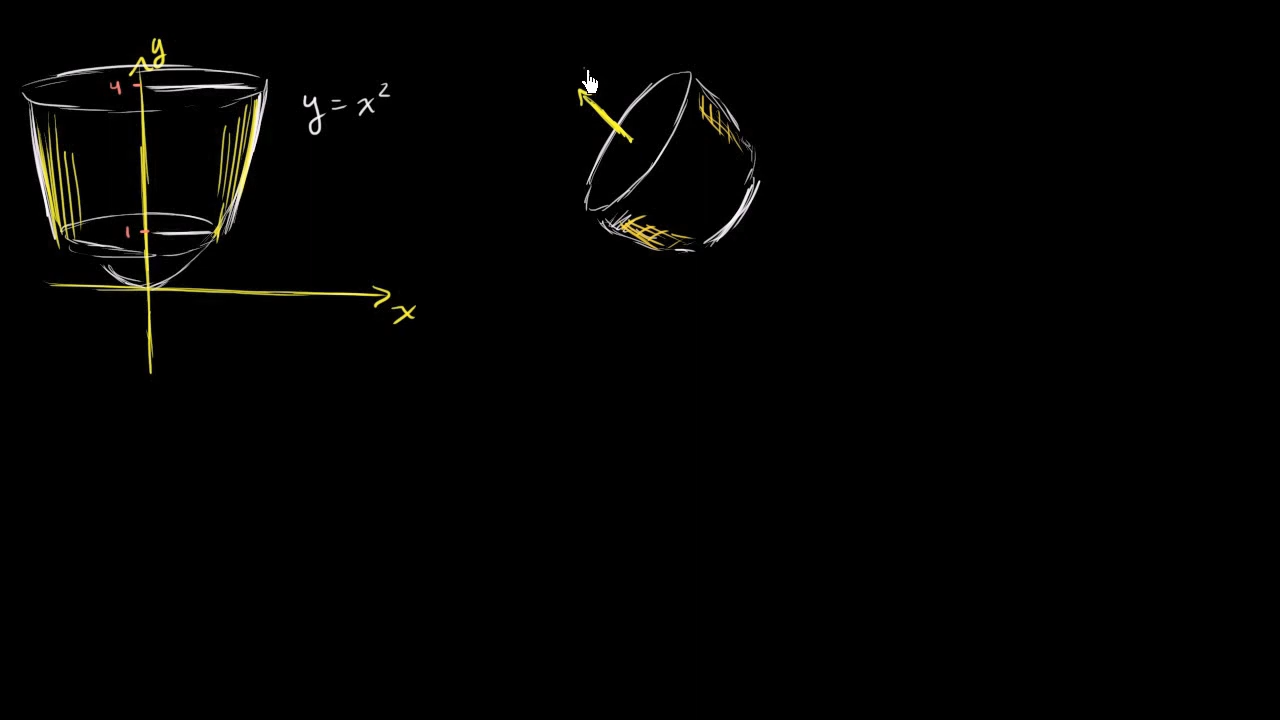 y
4
y = x²
1
x